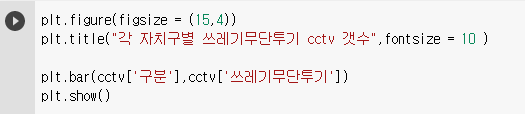 plt.figure(figsize = (15,4))
plt.title("각 자치구별 쓰레기무단투기 cctv 갯수",fontsize = 10 )
plt.bar(cctv['구분'],cctv['쓰레기무단투기'])
plt.show()